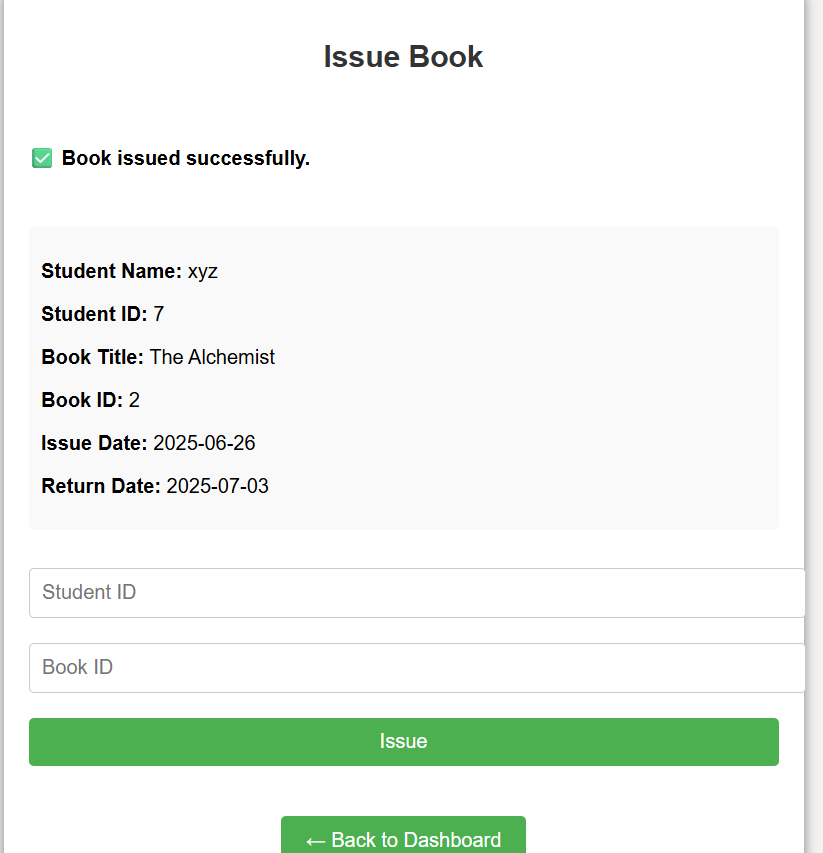 Issue Book
✅ Book issued successfully.
Student Name: xyz
Student ID: 7
Book Title: The Alchemist
Book ID: 2
Issue Date: 2025-06-26
Return Date: 2025-07-03
Student ID
Book ID
Issue
← Back to Dashboard